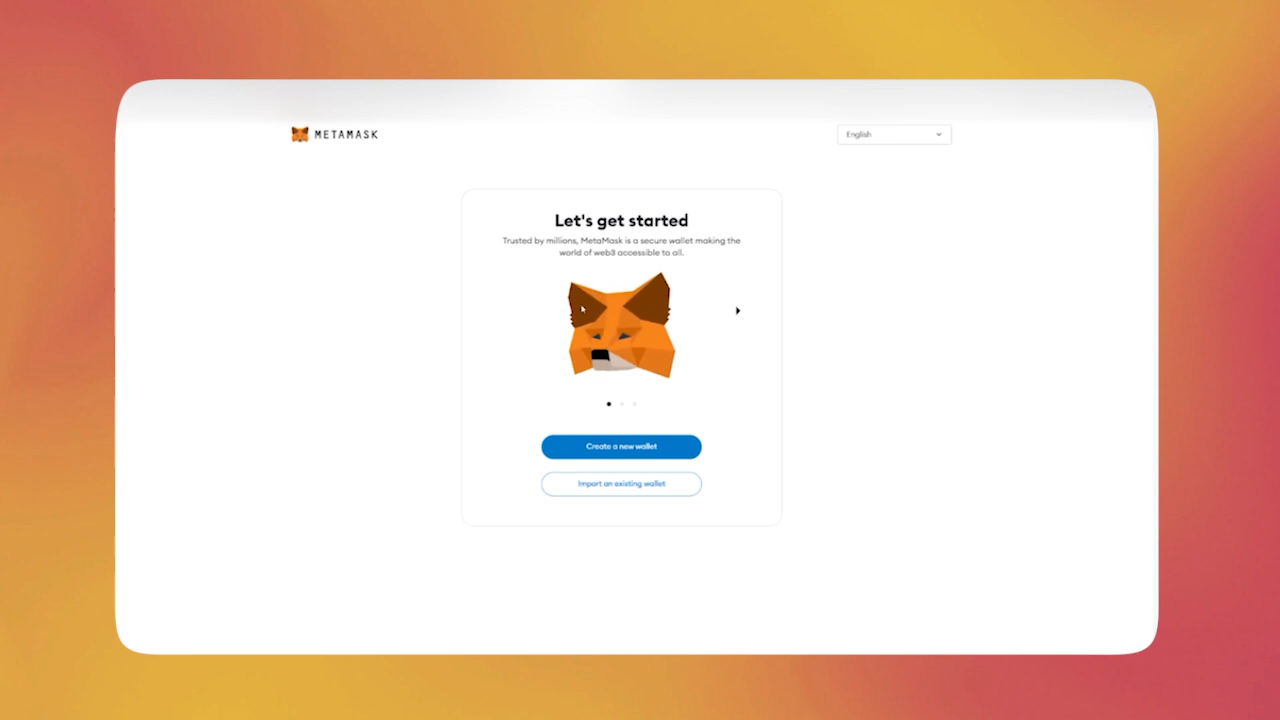 METAMASK
English
Let's get started
Trusted by millions, MetaMask is a secure wallet making the
world of web3 accessible to all.
Create a new wallet
Import an existing wallet